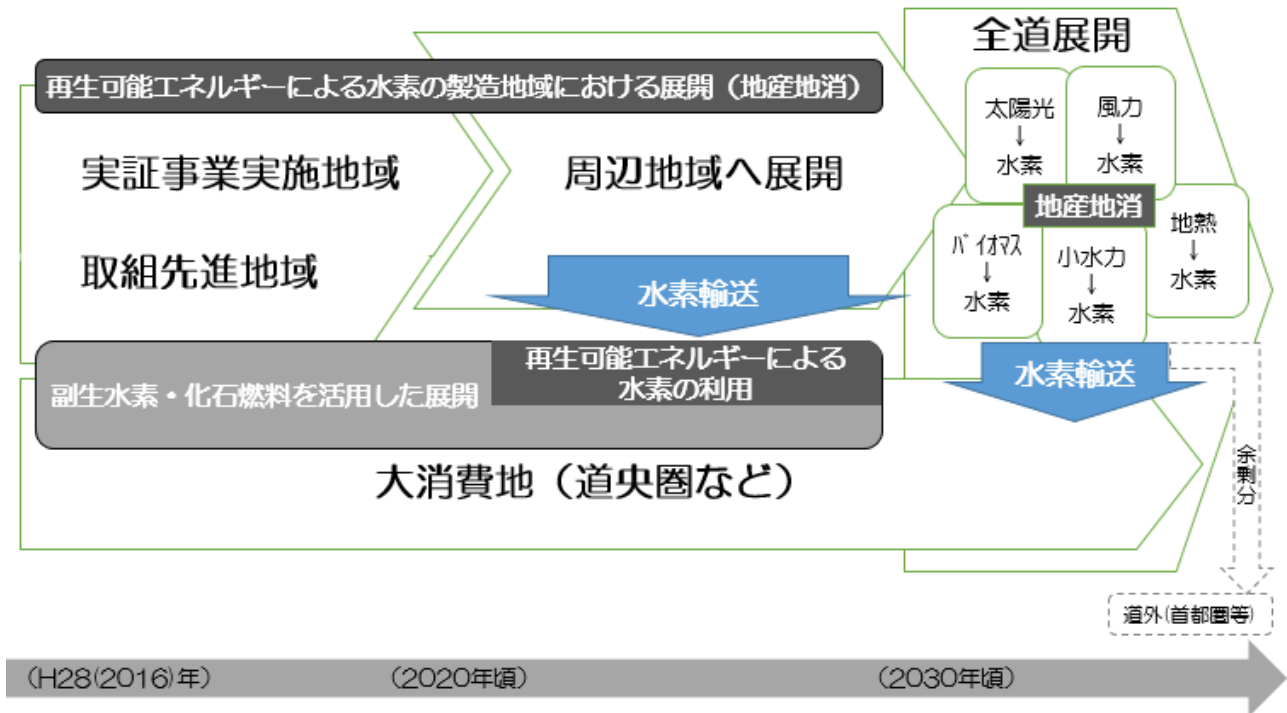 全道展開
再生可能エネルギーによる水素の製造地域における展開（地産地消）
実証事業実施地域
取組先進地域
周辺地域へ展開
水素輸送
太陽光
↓
水素
風力
↓
水素
地産地消
ﾊﾞｲｵﾏｽ
↓
水素
小水力
↓
水素
地熱
↓
水素
副生水素・化石燃料を活用した展開
再生可能エネルギーによる
水素の利用
水素輸送
大消費地（道央圏など）
余剰分
道外(首都圏等)
（H28(2016)年）
（2020年頃）
（2030年頃）